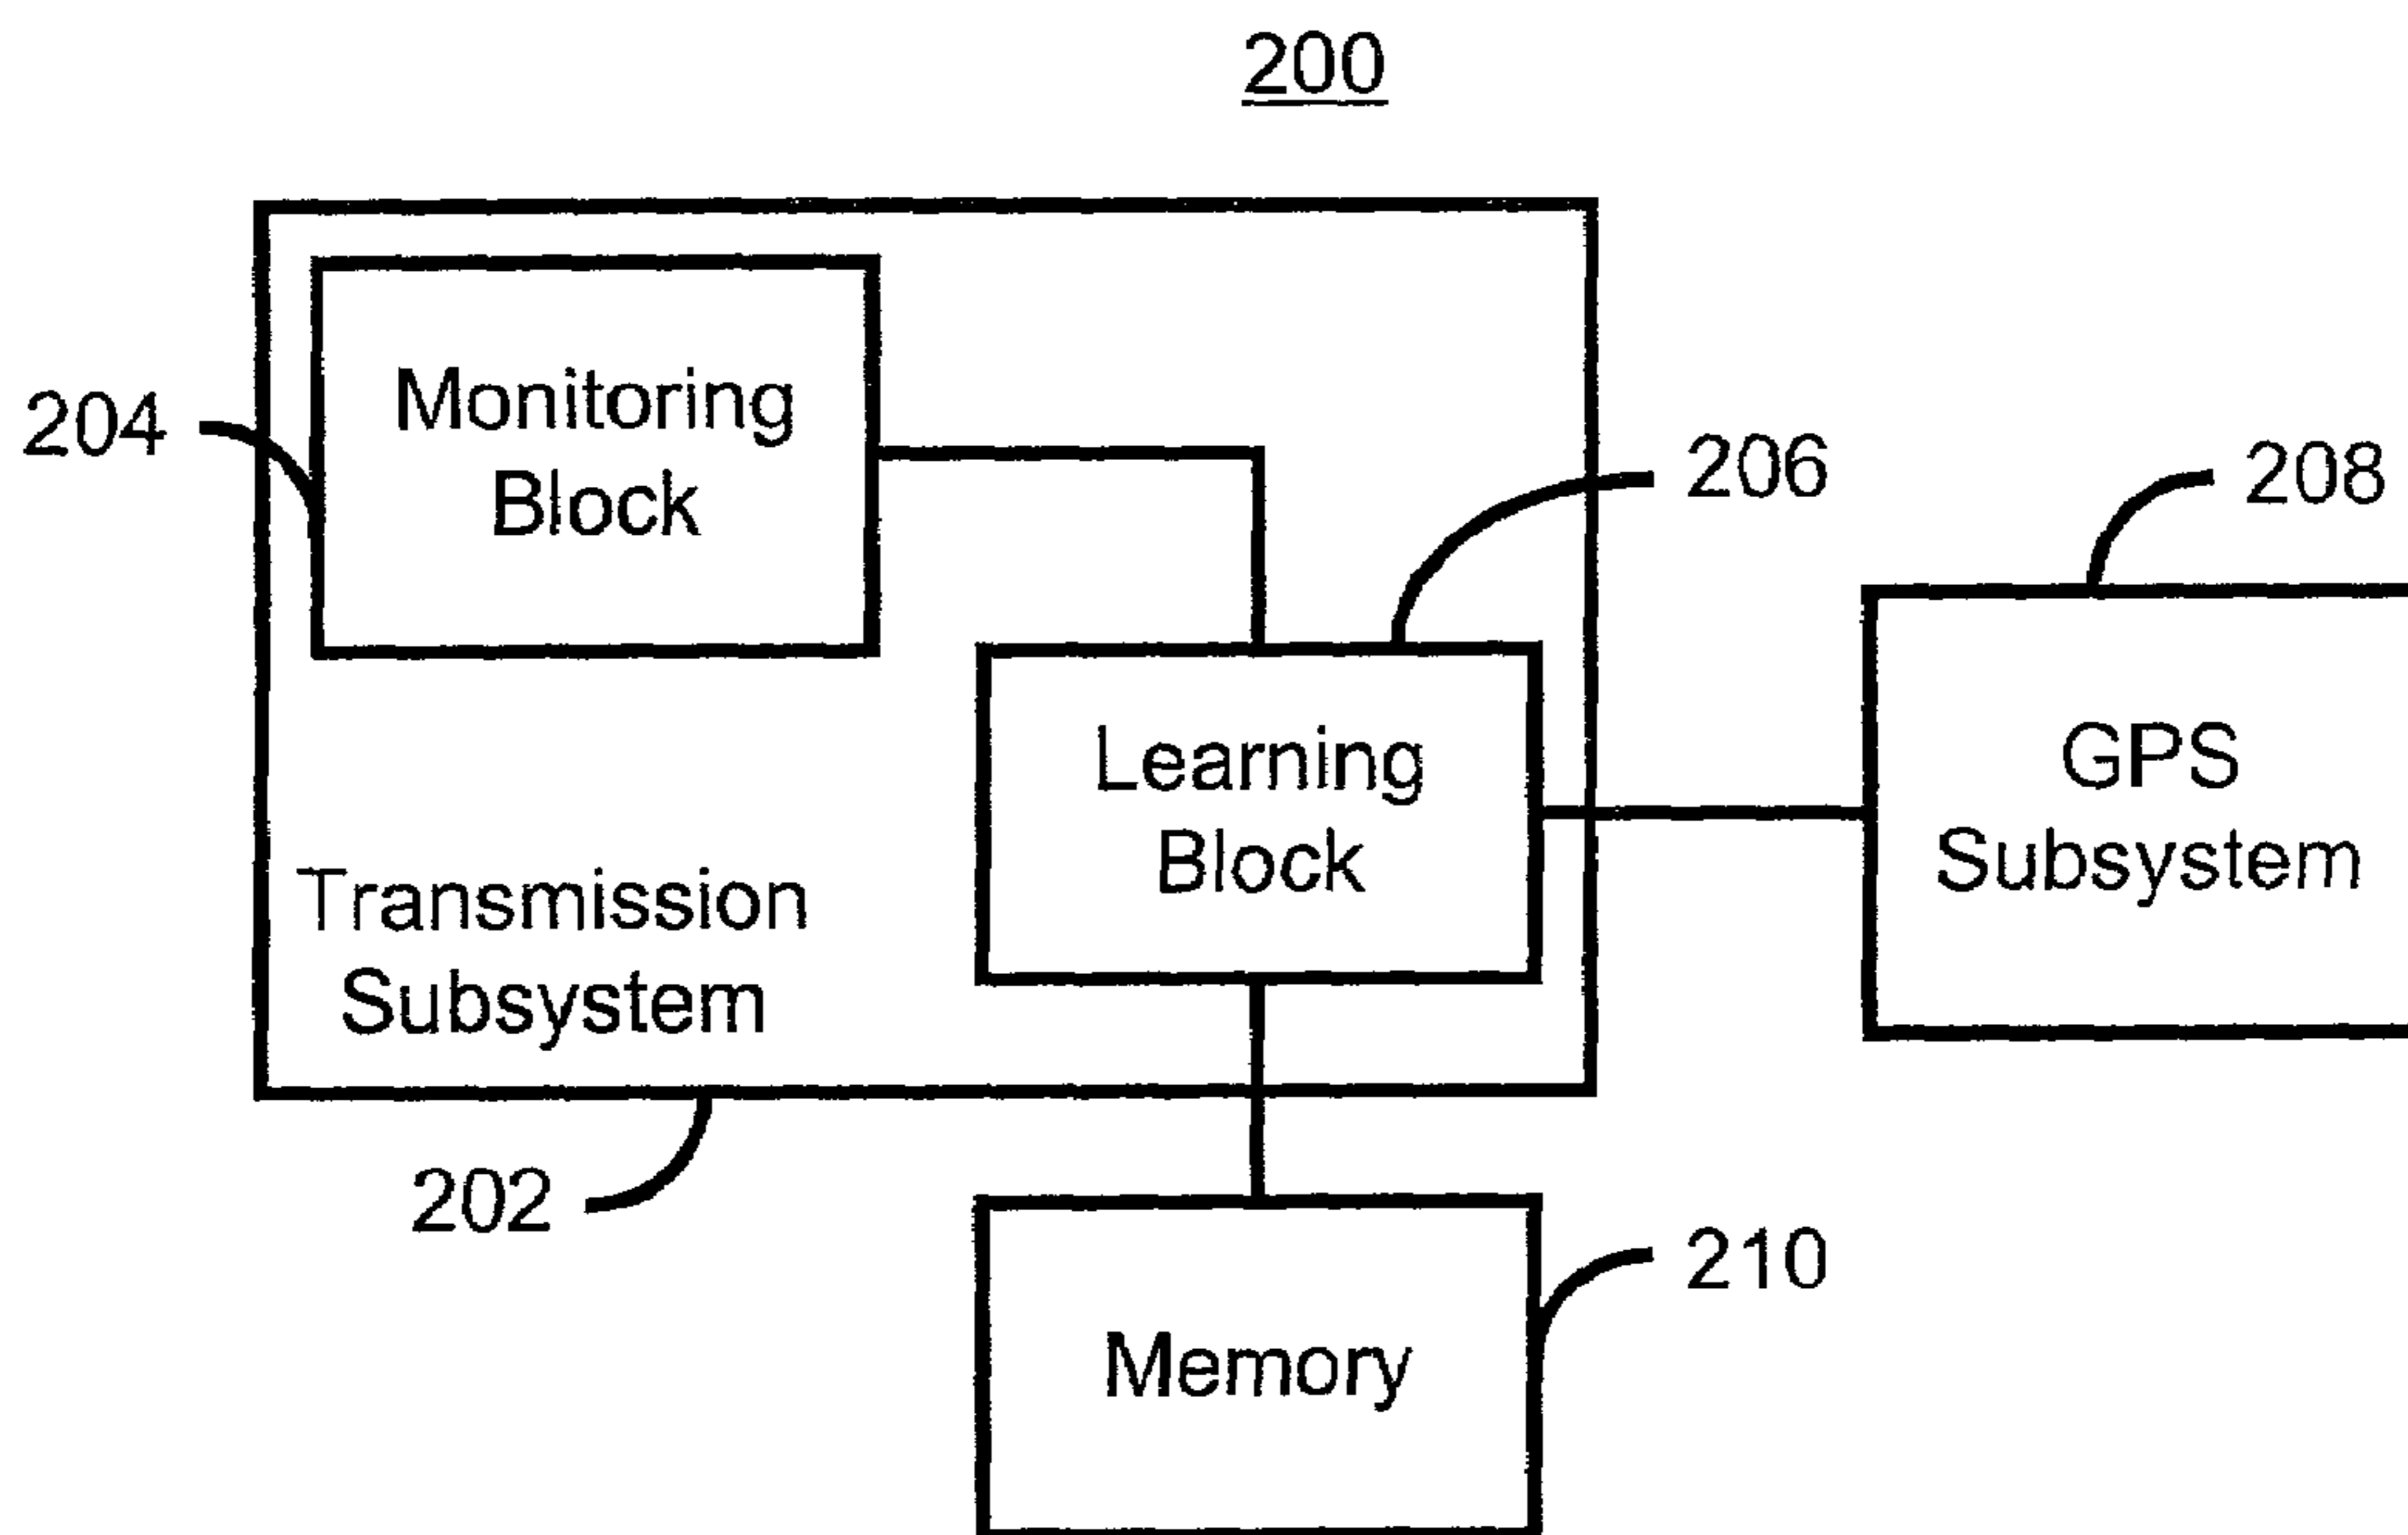 200
204
Monitoring
Block
206
208
Learning
Block
GPS
Subsystem
Transmission
Subsystem
202
210
Memory